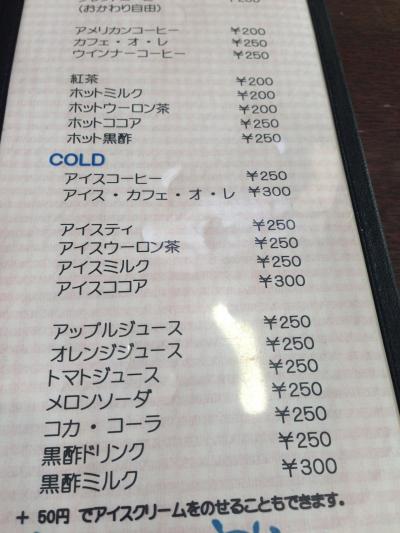 (おかわり自由)
アメリカンコーヒー ¥200
カフェ・オ・レ ¥250
ウインナーコーヒー ¥250
紅茶 ¥200
ホットミルク ¥200
ホットウーロン茶 ¥200
ホットココア ¥250
ホット黒酢 ¥250
COLD
アイスコーヒー ¥250
アイス・カフェ・オ・レ ¥300
アイスティ ¥250
アイスウーロン茶 ¥250
アイスミルク ¥250
アイスココア ¥300
アップルジュース ¥250
オレンジジュース ¥250
トマトジュース ¥250
メロンソーダ ¥250
コカ・コーラ ¥250
黒酢ドリンク ¥250
黒酢ミルク ¥300
+ 50円 でアイスクリームをのせることもできます。